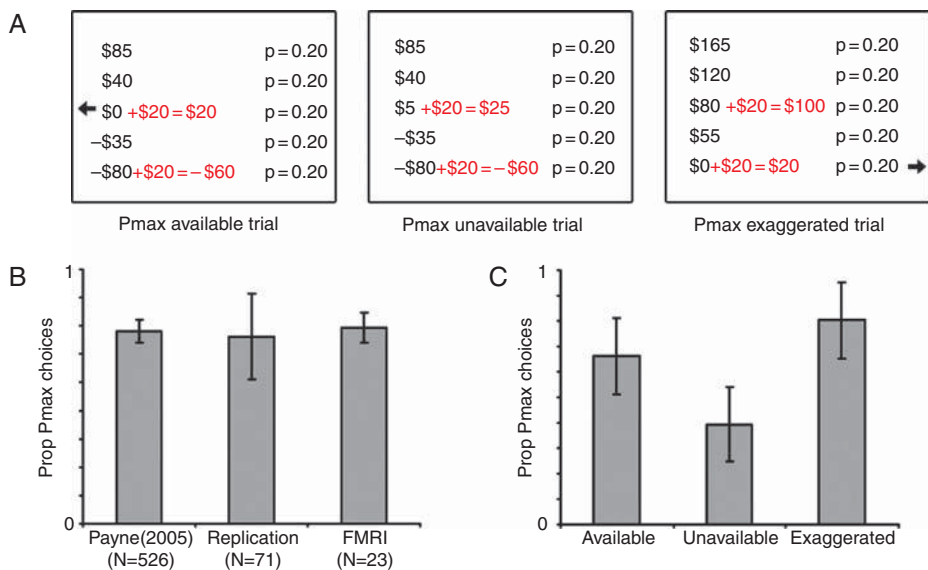 A
$85 p=0.20
$40 p=0.20
$0 +$20=$20 p=0.20
–$35 p=0.20
–$80+$20=–$60 p=0.20
Pmax available trial
$85 p=0.20
$40 p=0.20
$5 +$20=$25 p=0.20
–$35 p=0.20
–$80+$20=–$60 p=0.20
Pmax unavailable trial
$165 p=0.20
$120 p=0.20
$80 +$20=$100 p=0.20
$55 p=0.20
$0+$20=$20 p=0.20
Pmax exaggerated trial
B
Prop Pmax choices
1
0
Payne(2005)
(N=526)
Replication
(N=71)
FMRI
(N=23)
C
Prop Pmax choices
1
0
Available
Unavailable
Exaggerated